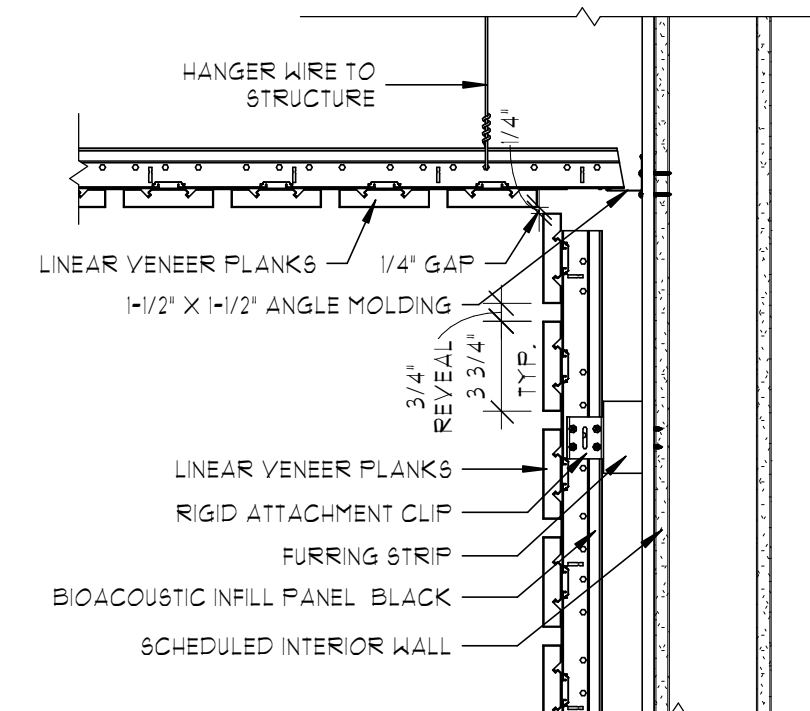 HANGER WIRE TO
STRUCTURE
1/4"
LINEAR VENEER PLANKS
1/4" GAP
1-1/2" X 1-1/2" ANGLE MOLDING
3/4"
REVEAL
3 3/4"
TYP.
LINEAR VENEER PLANKS
RIGID ATTACHMENT CLIP
FURRING STRIP
BIOACOUSTIC INFILL PANEL BLACK
SCHEDULED INTERIOR WALL